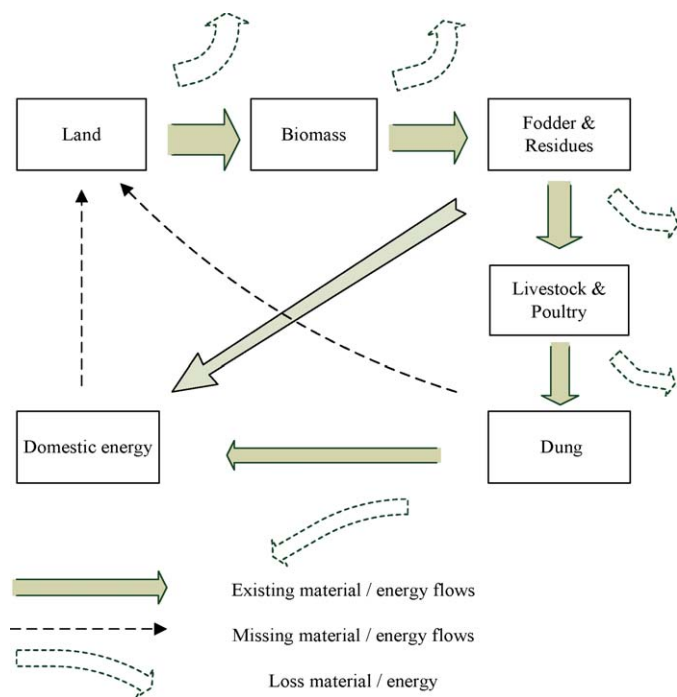 Land
Biomass
Fodder &
Residues
Livestock &
Poultry
Domestic energy
Dung
Existing material / energy flows
Missing material / energy flows
Loss material / energy